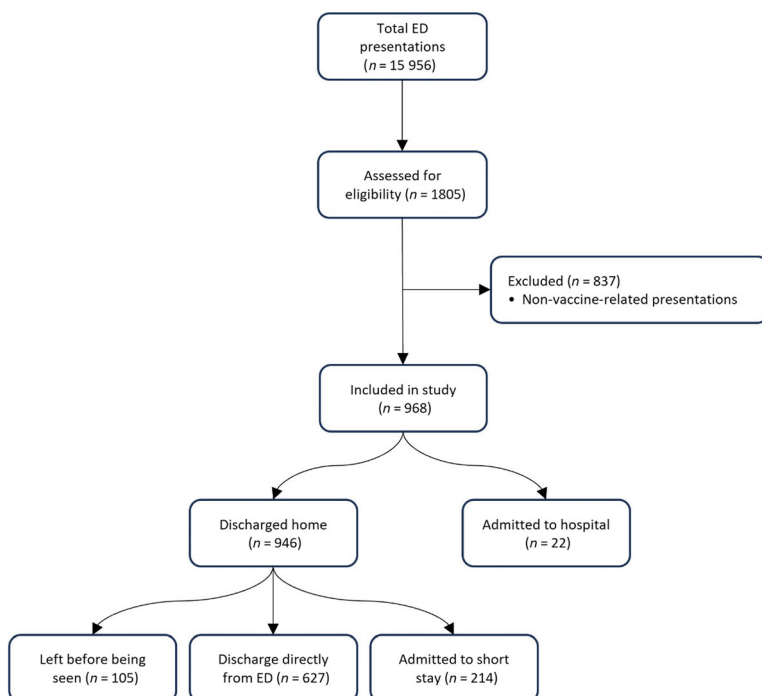 Total ED
presentations
(n = 15 956)
Assessed for
eligibility (n = 1805)
Excluded (n = 837)
• Non-vaccine-related presentations
Included in study
(n = 968)
Discharged home
(n = 946)
Admitted to hospital
(n = 22)
Left before being
seen (n = 105)
Discharge directly
from ED (n = 627)
Admitted to short
stay (n = 214)